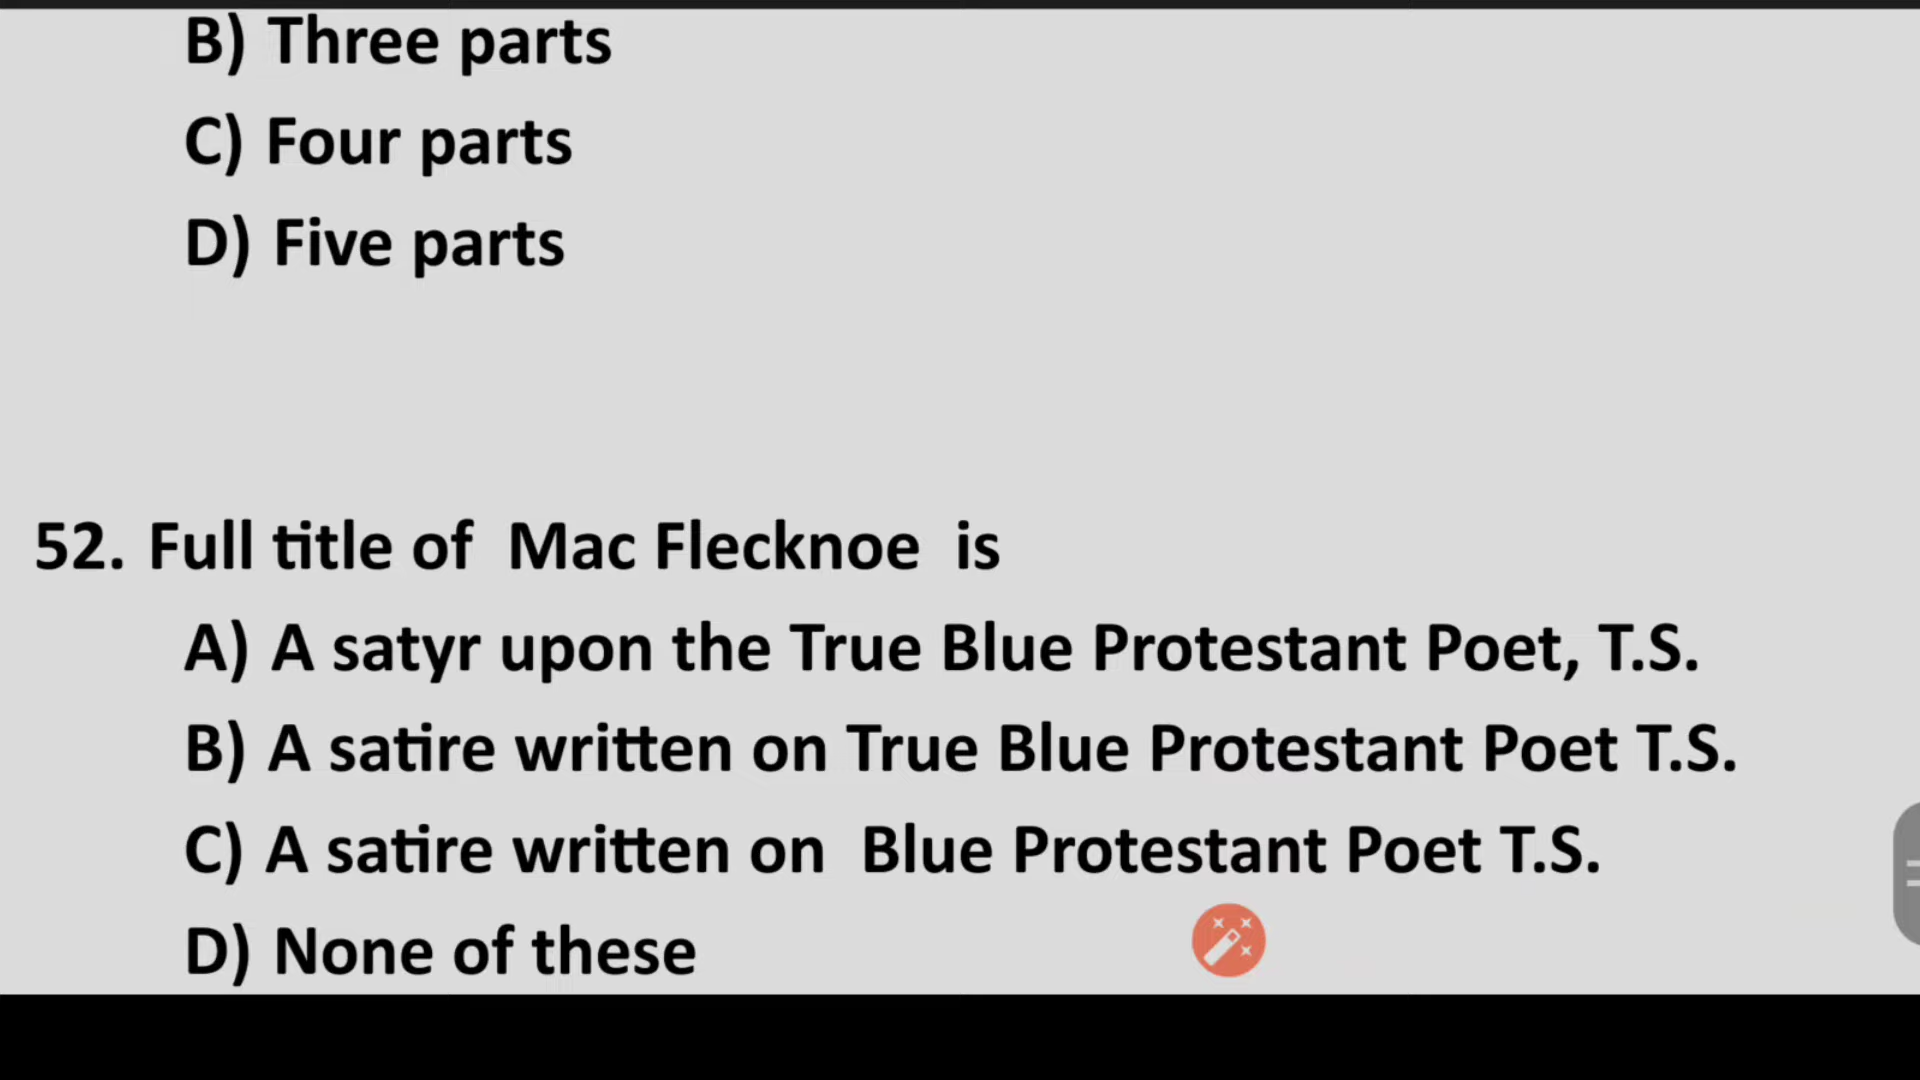 B) Three parts
C) Four parts
D) Five parts
52. Full title of Mac Flecknoe is
A) A satyr upon the True Blue Protestant Poet, T.S.
B) A satire written on True Blue Protestant Poet T.S.
C) A satire written on Blue Protestant Poet T.S.
D) None of these